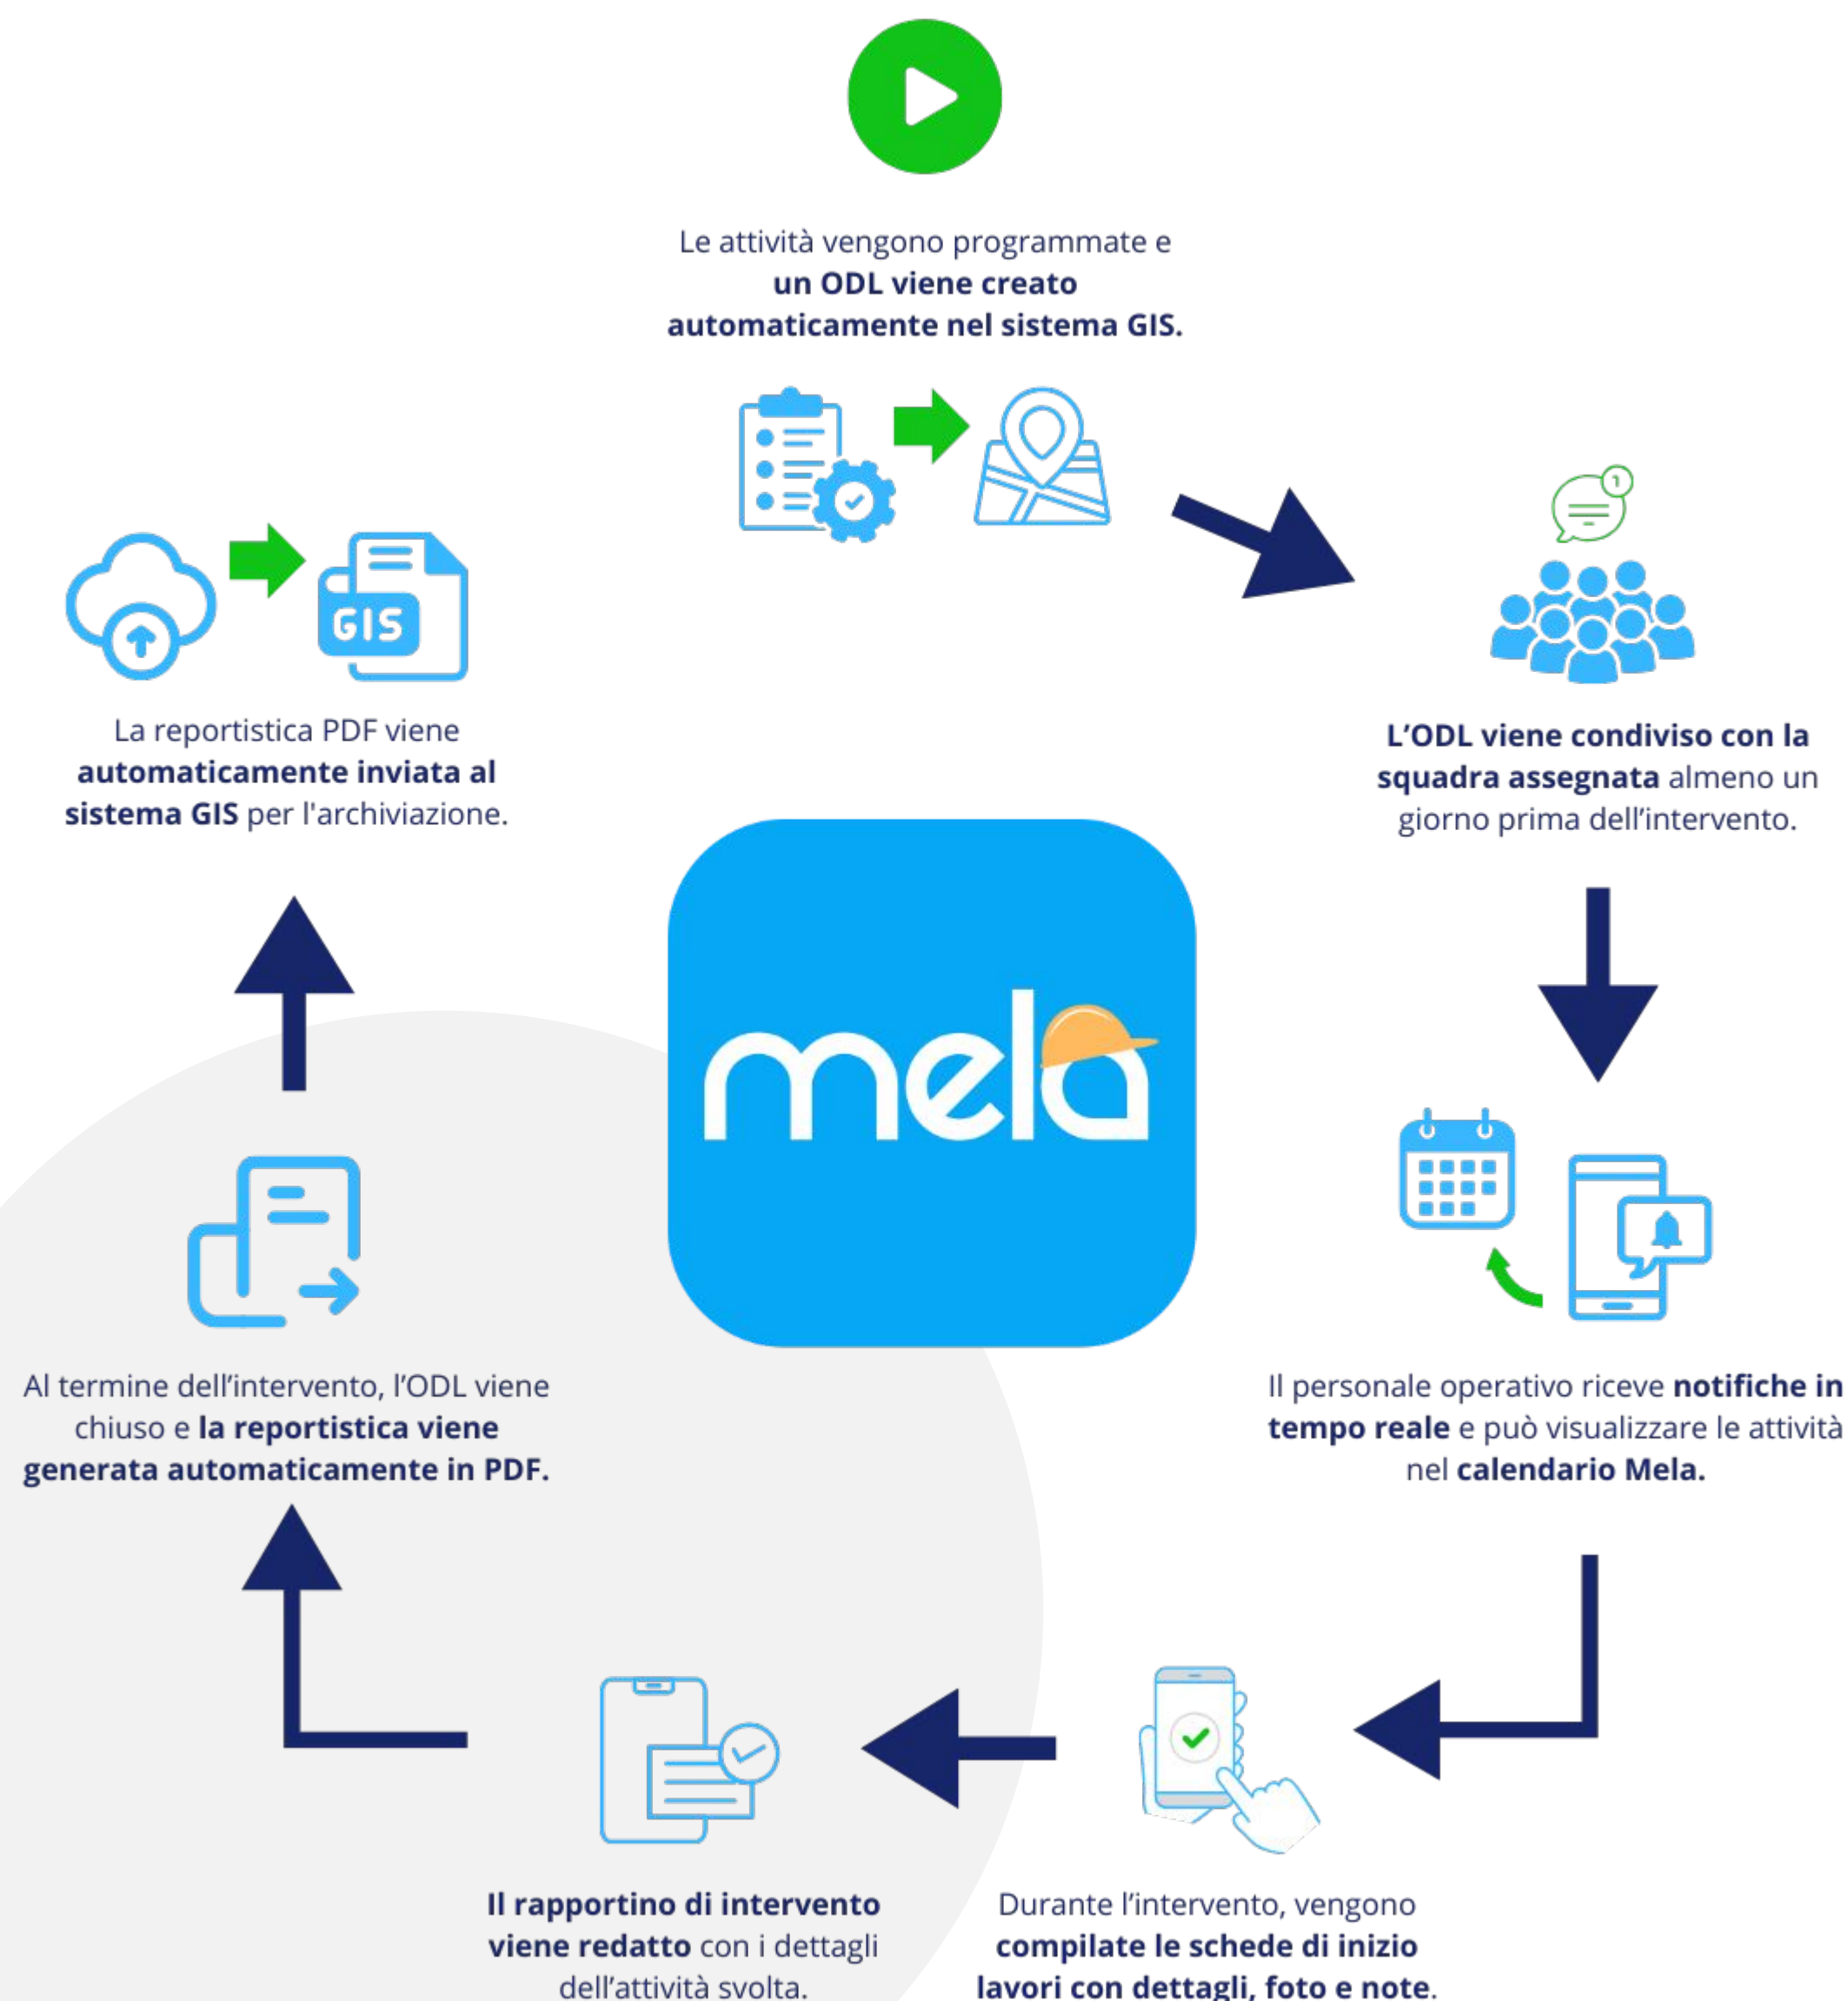 Le attività vengono programmate e
un ODL viene creato
automaticamente nel sistema GIS.
1
L’ODL viene condiviso con la
squadra assegnata almeno un
giorno prima dell’intervento.
Il personale operativo riceve notifiche in
tempo reale e può visualizzare le attività
nel calendario Mela.
Durante l’intervento, vengono
compilate le schede di inizio
lavori con dettagli, foto e note.
Il rapportino di intervento
viene redatto con i dettagli
dell’attività svolta.
Al termine dell’intervento, l’ODL viene
chiuso e la reportistica viene
generata automaticamente in PDF.
GIS
La reportistica PDF viene
automaticamente inviata al
sistema GIS per l'archiviazione.
mela